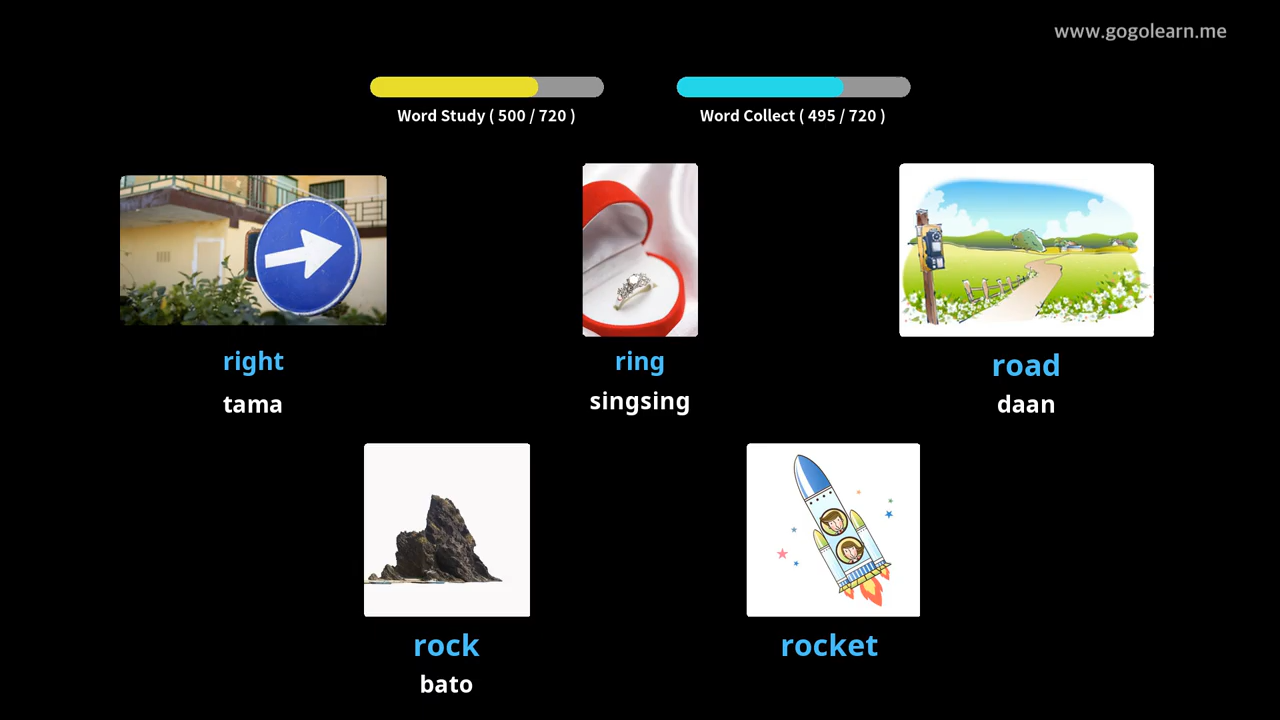 www.gogolearn.me
Word Study ( 500 / 720 )
Word Collect ( 495 / 720 )
right
tama
ring
singsing
road
daan
rock
bato
rocket